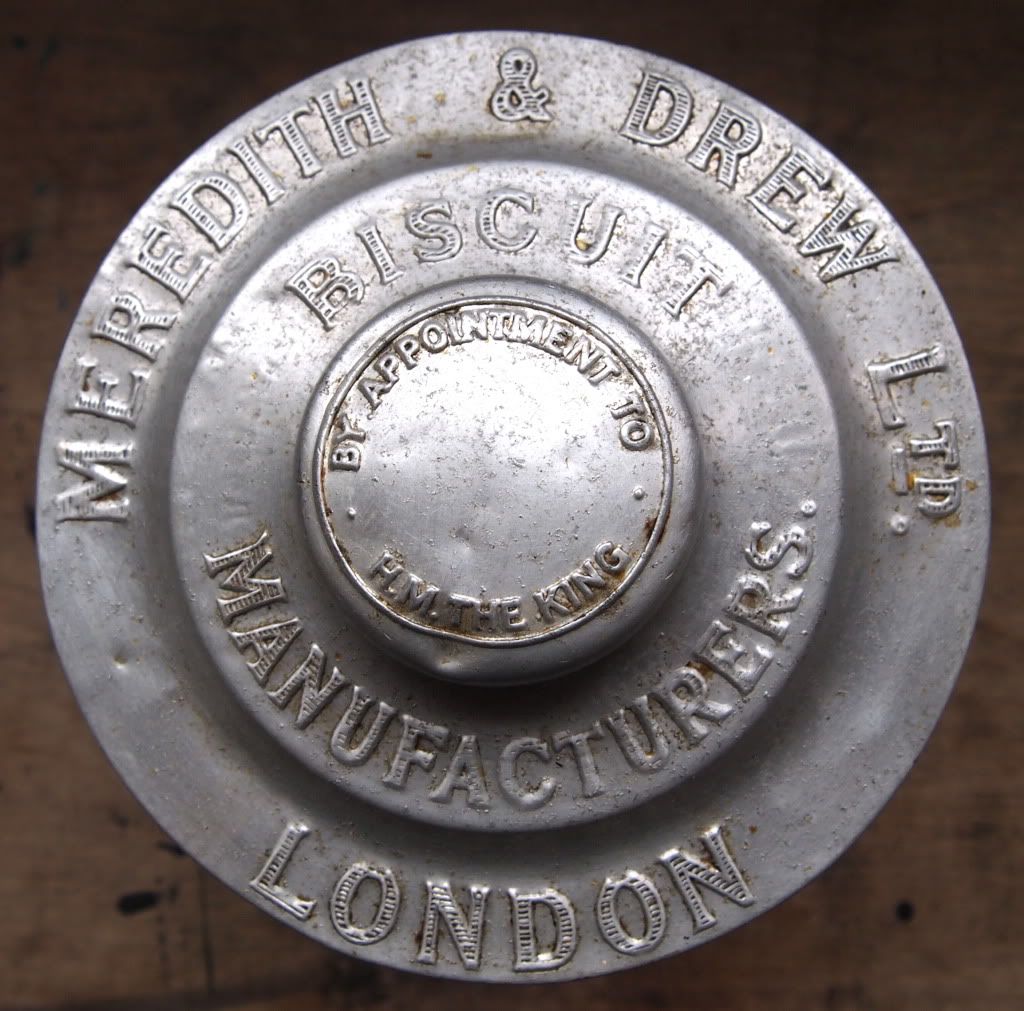 MEREDITH & DREW LTD.
LONDON
BISCUIT
MANUFACTURERS.
BY APPOINTMENT TO
H.M. THE KING